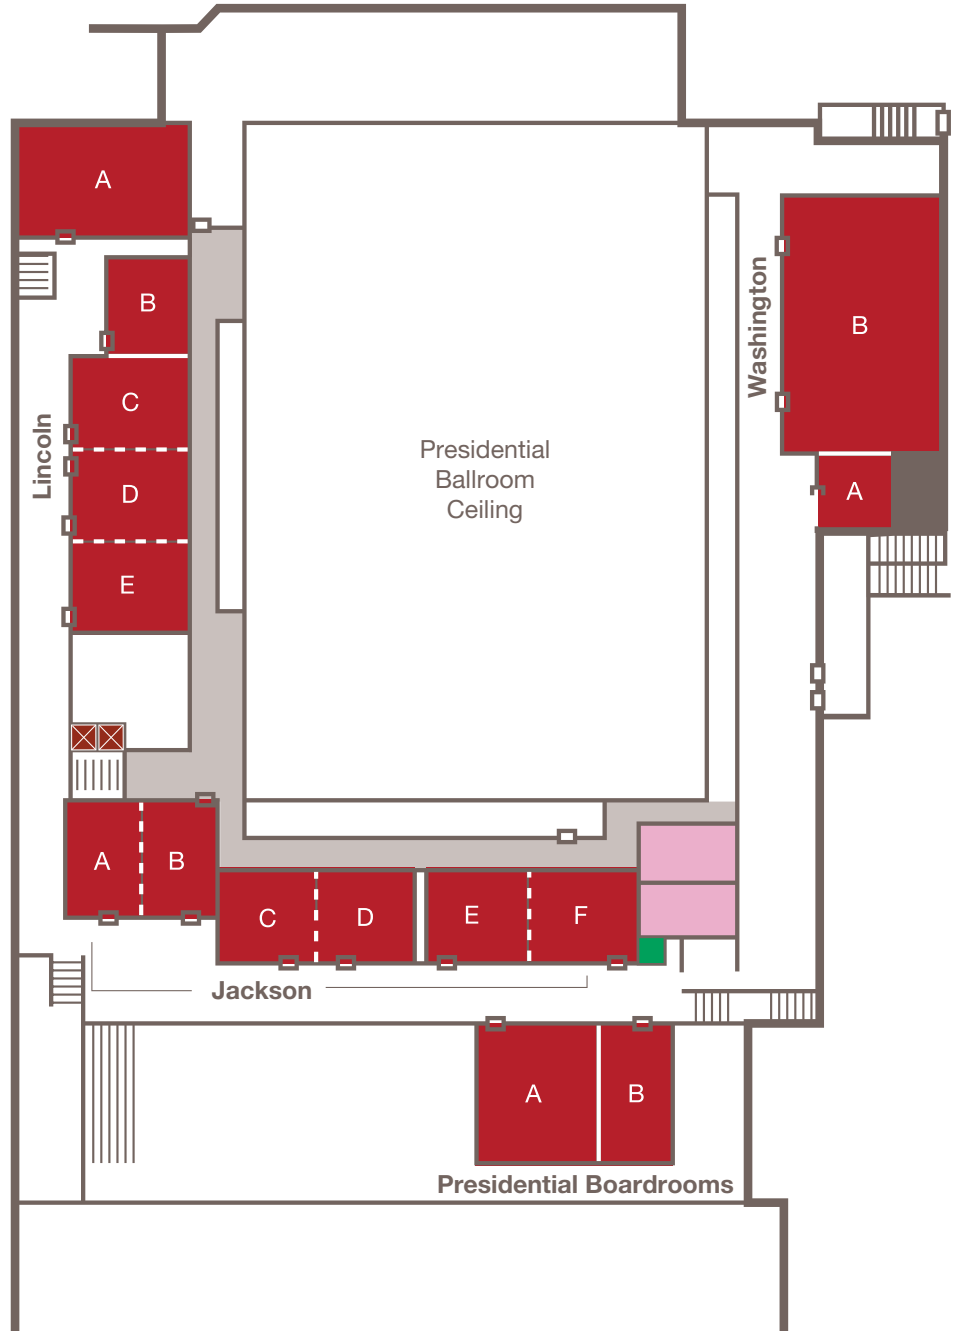 A
B
Washington
B
C
Lincoln
Presidential
Ballroom
Ceiling
D
A
E
A
B
C
D
E
F
Jackson
A
B
Presidential Boardrooms